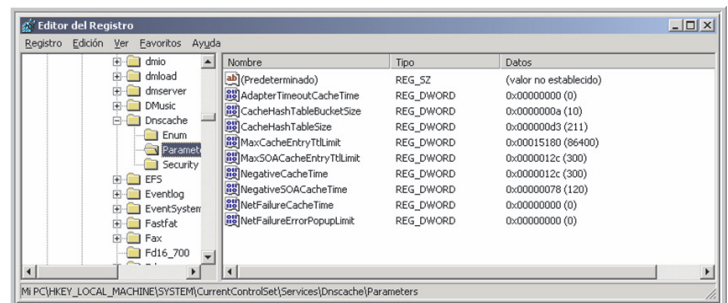 Editor del Registro
Registro Edición Ver Favoritos Ayuda
dmio
dmload
dmserver
DMusic
Dnscache
Enum
Paramet
Security
EFS
Eventlog
EventSystem
Fastfat
Fax
Fd16_700
Nombre Tipo Datos
(Predeterminado) REG_SZ (valor no establecido)
AdapterTimeoutCacheTime REG_DWORD 0x00000000 (0)
CacheHashTableBucketSize REG_DWORD 0x0000000a (10)
CacheHashTableSize REG_DWORD 0x000000d3 (211)
MaxCacheEntryTtlLimit REG_DWORD 0x00015180 (86400)
MaxSOACacheEntryTtlLimit REG_DWORD 0x0000012c (300)
NegativeCacheTime REG_DWORD 0x0000012c (300)
NegativeSOACacheTime REG_DWORD 0x00000078 (120)
NetFailureCacheTime REG_DWORD 0x00000000 (0)
NetFailureErrorPopupLimit REG_DWORD 0x00000000 (0)
Mi PC\HKEY_LOCAL_MACHINE\SYSTEM\CurrentControlSet\Services\Dnscache\Parameters